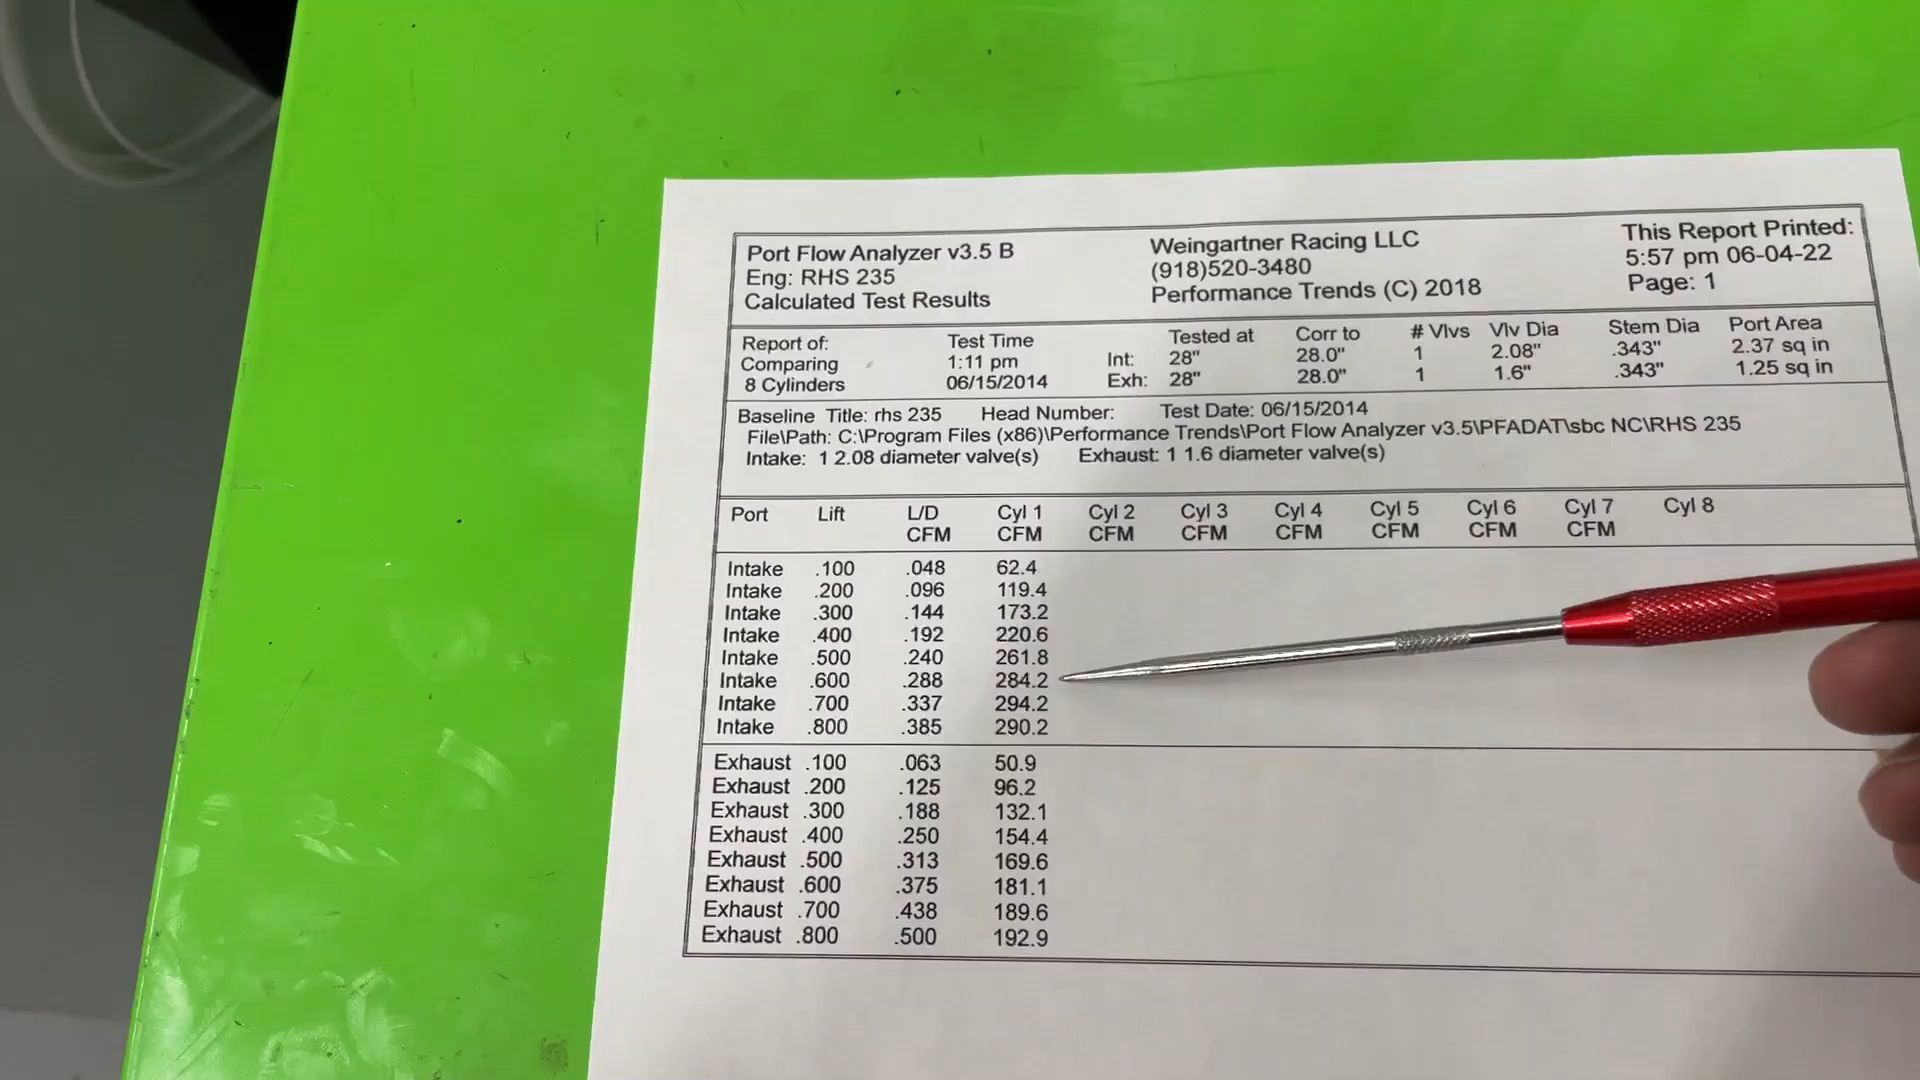 Port Flow Analyzer v3.5 B
Eng: RHS 235
Calculated Test Results
Weingartner Racing LLC
(918)520-3480
Performance Trends (C) 2018
This Report Printed:
5:57 pm 06-04-22
Page: 1
Report of:
Comparing
8 Cylinders
Test Time
1:11 pm
06/15/2014
Tested at Corr to # Vlvs Vlv Dia Stem Dia Port Area
Int: 28" 28.0" 1 2.08" .343" 2.37 sq in
Exh: 28" 28.0" 1 1.6" .343" 1.25 sq in
Baseline Title: rhs 235 Head Number: Test Date: 06/15/2014
File\Path: C:\Program Files (x86)\Performance Trends\Port Flow Analyzer v3.5\PFADAT\sbc NC\RHS 235
Intake: 1 2.08 diameter valve(s) Exhaust: 1 1.6 diameter valve(s)
Port Lift L/D Cyl 1 Cyl 2 Cyl 3 Cyl 4 Cyl 5 Cyl 6 Cyl 7 Cyl 8
CFM CFM CFM CFM CFM CFM CFM CFM
Intake .100 .048 62.4
Intake .200 .096 119.4
Intake .300 .144 173.2
Intake .400 .192 220.6
Intake .500 .240 261.8
Intake .600 .288 284.2
Intake .700 .337 294.2
Intake .800 .385 290.2
Exhaust .100 .063 50.9
Exhaust .200 .125 96.2
Exhaust .300 .188 132.1
Exhaust .400 .250 154.4
Exhaust .500 .313 169.6
Exhaust .600 .375 181.1
Exhaust .700 .438 189.6
Exhaust .800 .500 192.9